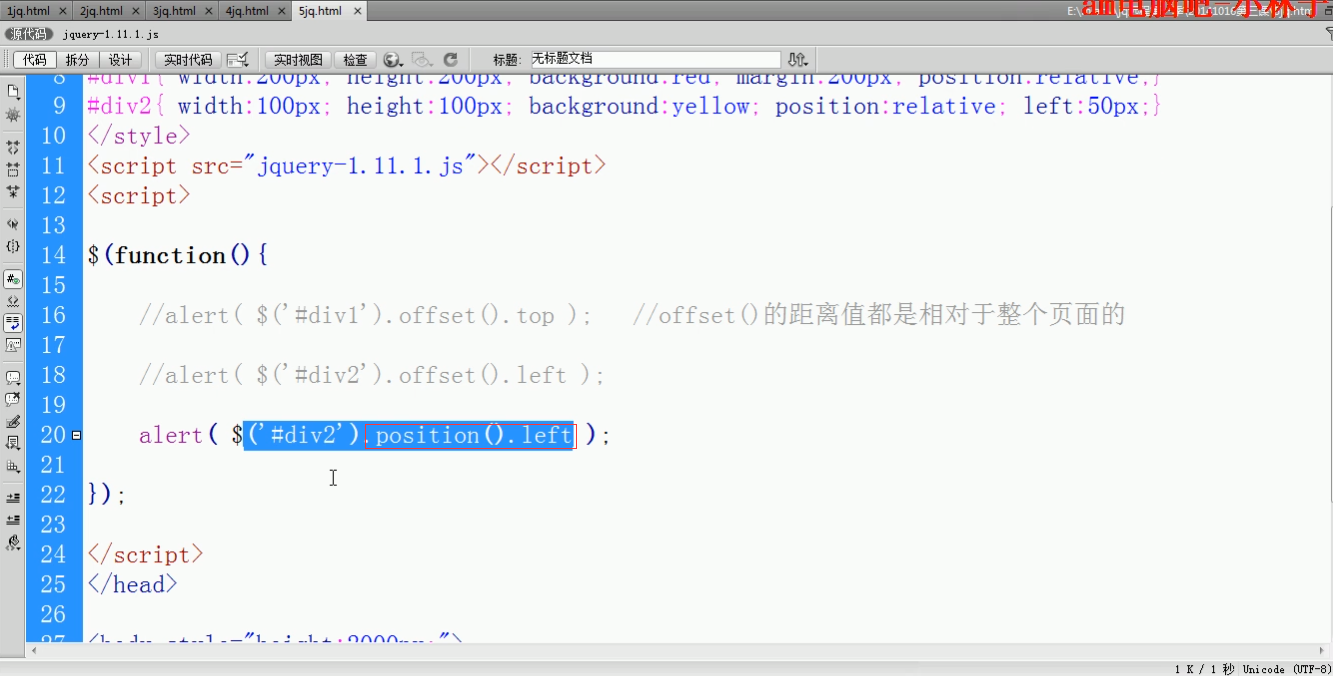 1jq.html × 2jq.html × 3jq.html × 4jq.html × 5jq.html ×
源代码 jquery-1.11.1.js
代码 拆分 设计 实时代码 实时视图 检查 标题: 无标题文档
8 #div1{ width:200px; height:200px; background:red; margin:200px; position:relative;}
9 #div2{ width:100px; height:100px; background:yellow; position:relative; left:50px;}
10 </style>
11 <script src="jquery-1.11.1.js"></script>
12 <script>
13
14 $(function(){
15
16 //alert( $('#div1').offset().top ); //offset()的距离值都是相对于整个页面的
17
18 //alert( $('#div2').offset().left );
19
20 alert( $('#div2').position().left );
21
22 });
23
24 </script>
25 </head>
26
27 <body style="height:2000px;">
1 K / 1 秒 Unicode (UTF-8)